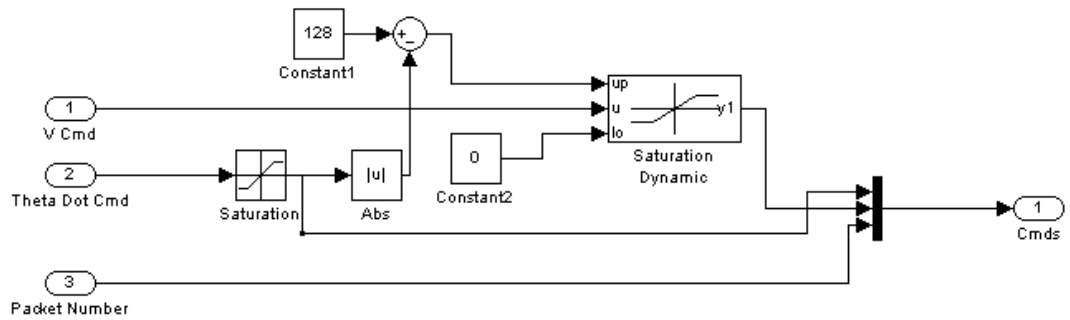 128
Constant1
+
-
up
u
lo
y1
Saturation
Dynamic
1
V Cmd
0
Constant2
2
Theta Dot Cmd
Saturation
|u|
Abs
1
Cmds
3
Packet Number